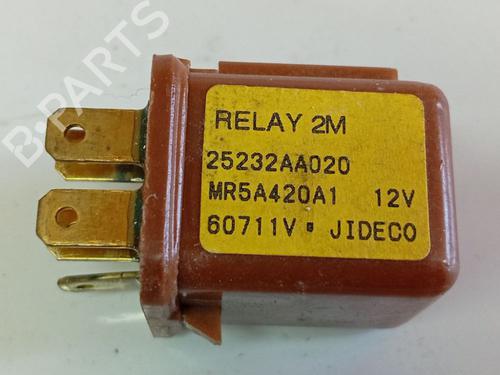 B-PARTS
RELAY 2M
25232AA020
MR5A420A1 12V
60711V JIDECO